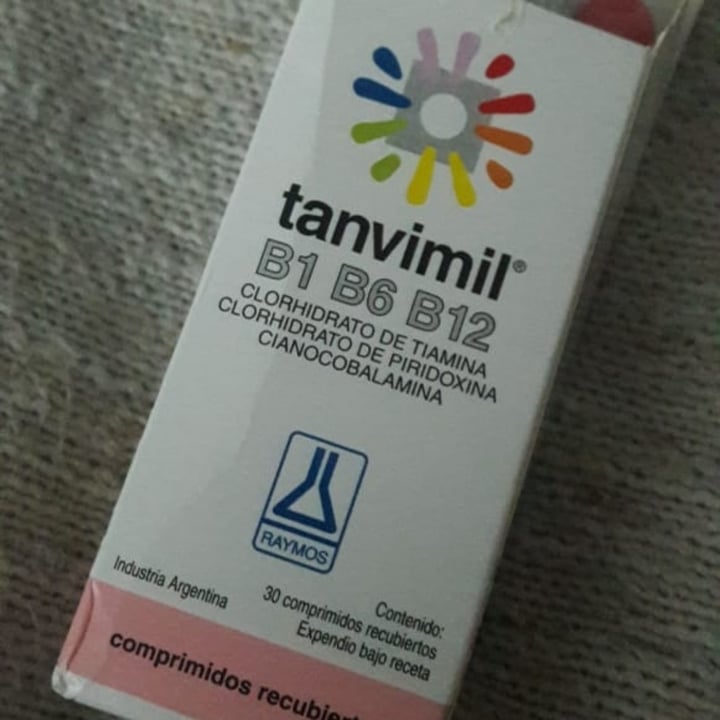 tanvimil®
B1 B6 B12
CLORHIDRATO DE TIAMINA
CLORHIDRATO DE PIRIDOXINA
CIANOCOBALAMINA
RAYMOS
Industria Argentina
Contenido:
30 comprimidos recubiertos
Expendio bajo receta
comprimidos